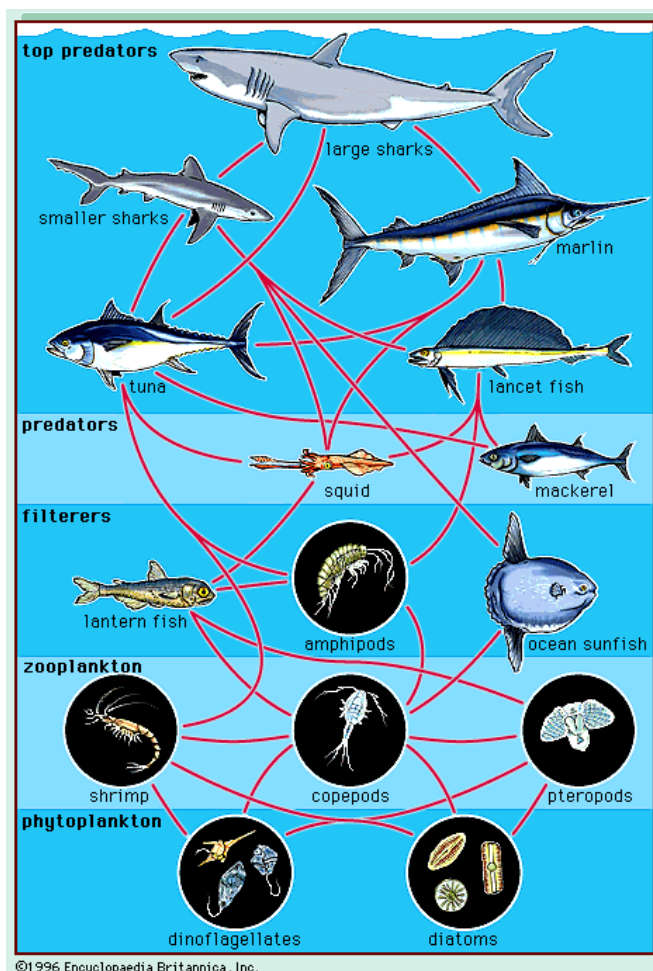 top predators
large sharks
smaller sharks
marlin
tuna
lancet fish
predators
squid
mackerel
filterers
lantern fish
amphipods
ocean sunfish
zooplankton
shrimp
copepods
pteropods
phytoplankton
dinoflagellates
diatoms
©1996 Encyclopaedia Britannica, Inc.